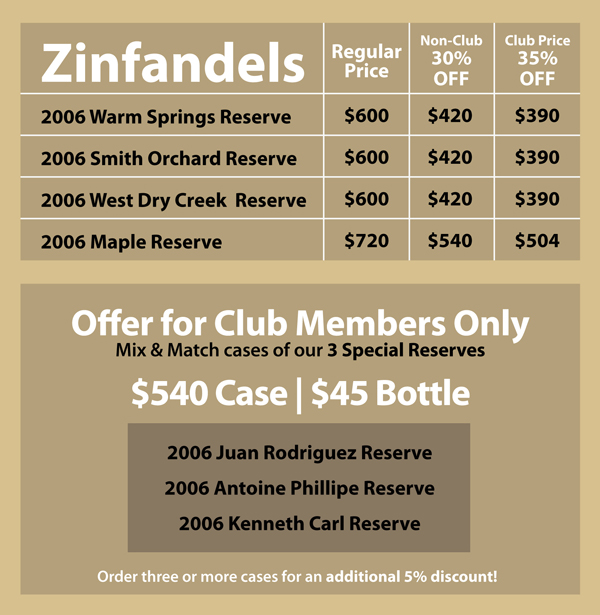 Zinfandels
Regular
Price
Non-Club
30%
OFF
Club Price
35%
OFF
2006 Warm Springs Reserve $600 $420 $390
2006 Smith Orchard Reserve $600 $420 $390
2006 West Dry Creek Reserve $600 $420 $390
2006 Maple Reserve $720 $540 $504
Offer for Club Members Only
Mix & Match cases of our 3 Special Reserves
$540 Case | $45 Bottle
2006 Juan Rodriguez Reserve
2006 Antoine Phillipe Reserve
2006 Kenneth Carl Reserve
Order three or more cases for an additional 5% discount!